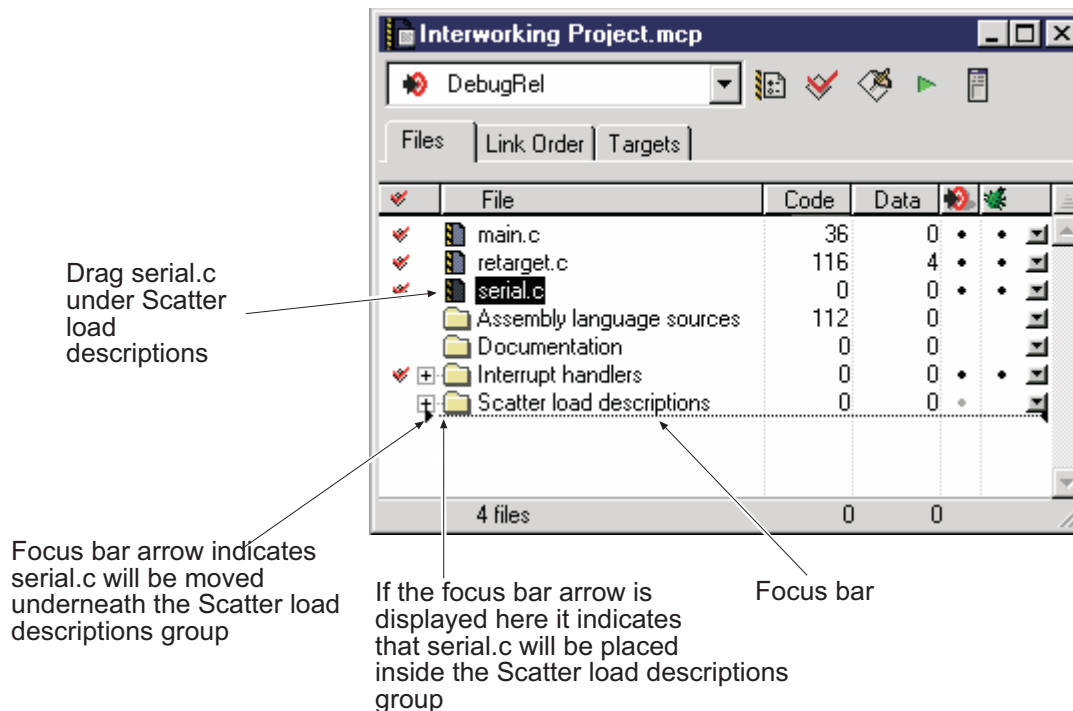 Interworking Project.mcp
DebugRel
Files Link Order Targets
File Code Data
main.c 36 0
retarget.c 116 4
serial.c 0 0
Assembly language sources 112 0
Documentation 0 0
Interrupt handlers 0 0
Scatter load descriptions 0 0
4 files 0 0
Drag serial.c
under Scatter
load
descriptions
Focus bar arrow indicates
serial.c will be moved
underneath the Scatter load
descriptions group
If the focus bar arrow is
displayed here it indicates
that serial.c will be placed
inside the Scatter load descriptions
group
Focus bar